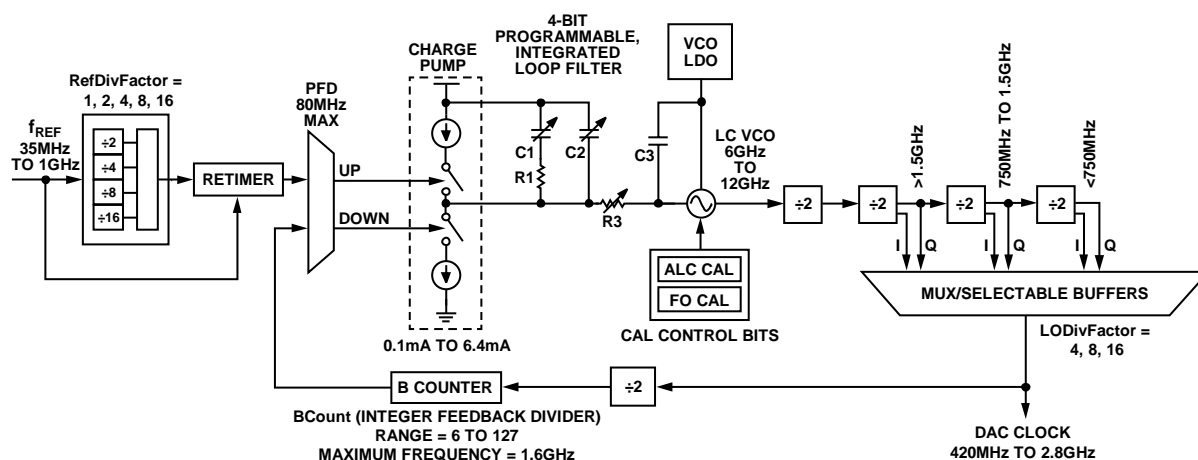 4-BIT
PROGRAMMABLE,
INTEGRATED
LOOP FILTER
CHARGE
PUMP
VCO
LDO
RefDivFactor =
1, 2, 4, 8, 16
PFD
80MHz
MAX
fREF
35MHz
TO 1GHz
÷2
÷4
÷8
÷16
RETIMER
UP
DOWN
C1
R1
C2
C3
R3
LC VCO
6GHz
TO
12GHz
÷2
÷2
>1.5GHz
÷2
750MHz TO 1.5GHz
÷2
<750MHz
I
Q
I
Q
I
Q
MUX/SELECTABLE BUFFERS
ALC CAL
FO CAL
CAL CONTROL BITS
0.1mA TO 6.4mA
LODivFactor =
4, 8, 16
B COUNTER
÷2
BCount (INTEGER FEEDBACK DIVIDER)
RANGE = 6 TO 127
MAXIMUM FREQUENCY = 1.6GHz
DAC CLOCK
420MHz TO 2.8GHz